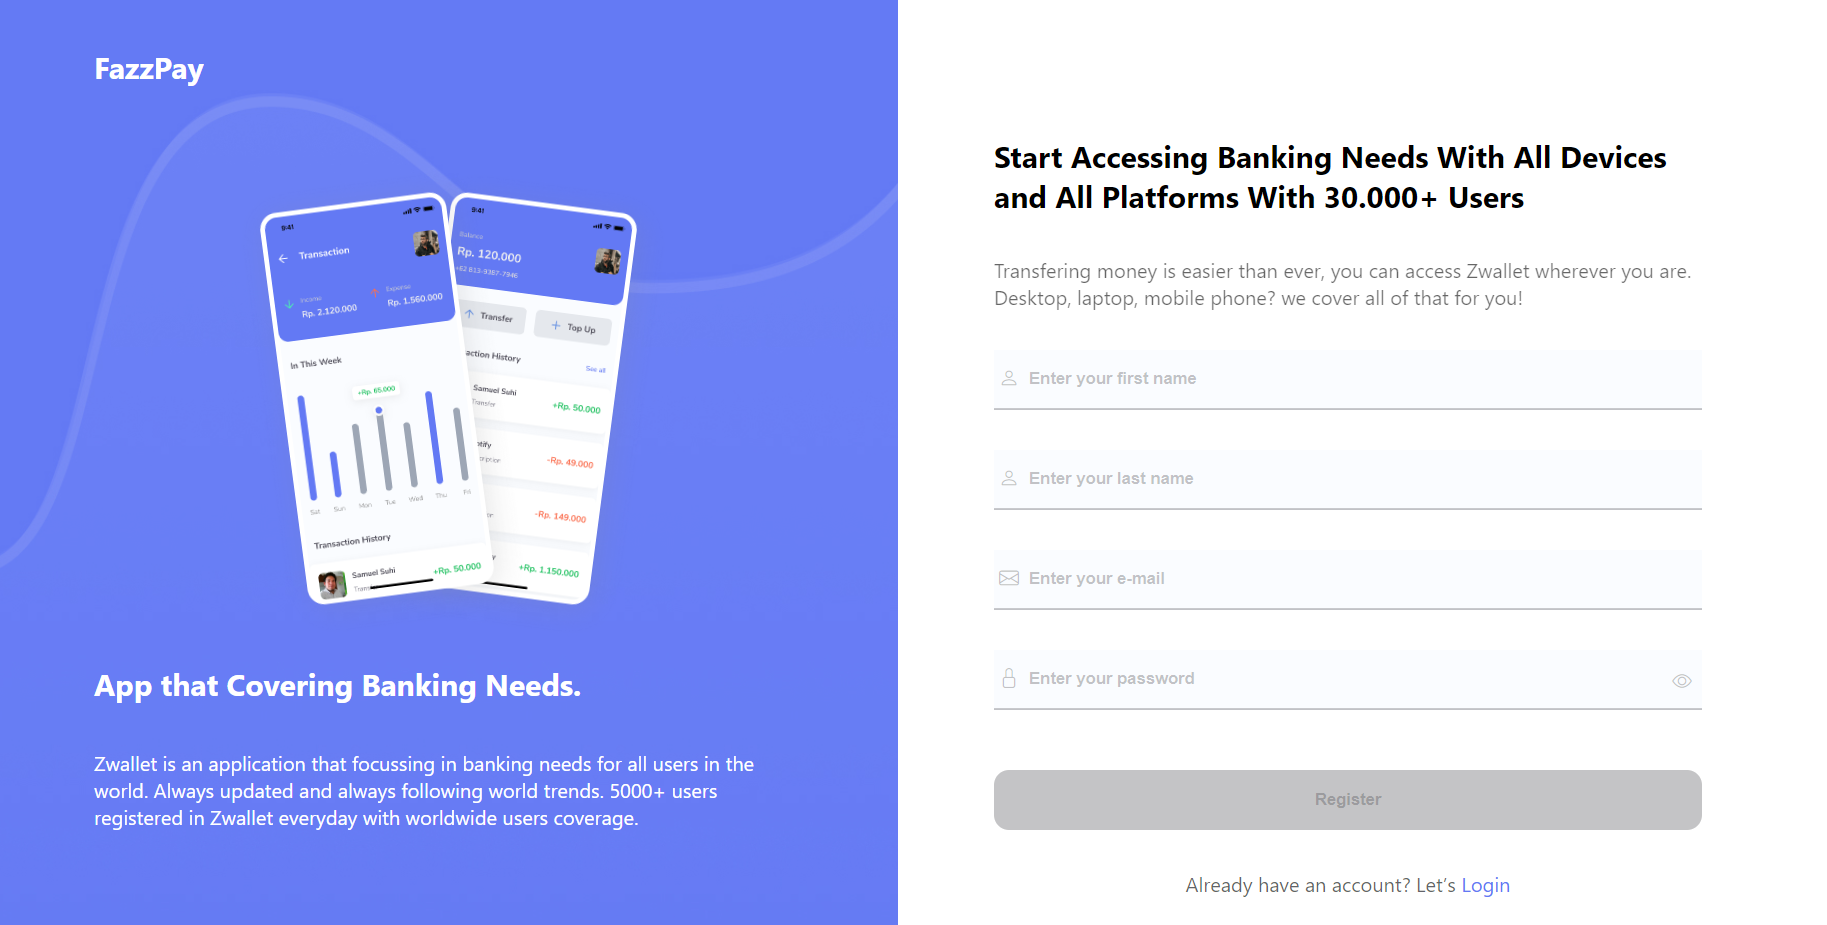 FazzPay
9:41
Transaction
Income
Rp. 2.120.000
Expense
Rp. 1.560.000
In This Week
+Rp. 65.000
Sat Sun Mon Tue Wed Thu Fri
Transaction History
Samuel Suhi
+Rp. 50.000
9:41
Balance
Rp. 120.000
+62 813-9387-7946
Transfer
Top Up
action History
See all
Samuel Suhi
Transfer
+Rp. 50.000
-Rp. 49.000
-Rp. 149.000
+Rp. 1.150.000
App that Covering Banking Needs.
Zwallet is an application that focussing in banking needs for all users in the
world. Always updated and always following world trends. 5000+ users
registered in Zwallet everyday with worldwide users coverage.
Start Accessing Banking Needs With All Devices
and All Platforms With 30.000+ Users
Transfering money is easier than ever, you can access Zwallet wherever you are.
Desktop, laptop, mobile phone? we cover all of that for you!
Enter your first name
Enter your last name
Enter your e-mail
Enter your password
Register
Already have an account? Let’s Login